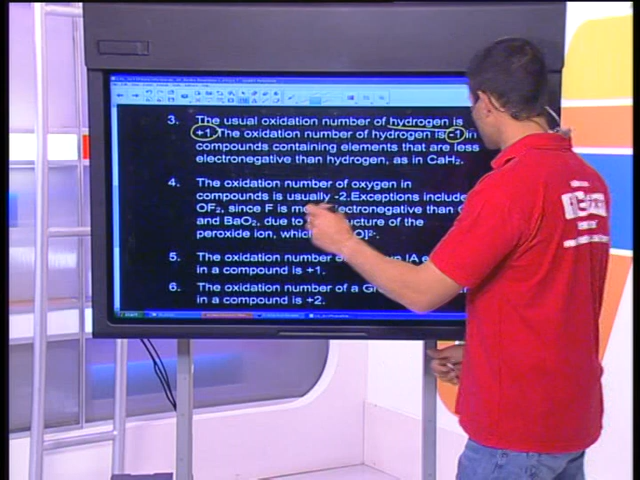 3. The usual oxidation number of hydrogen is
+1. The oxidation number of hydrogen is -1 in
compounds containing elements that are less
electronegative than hydrogen, as in CaH₂.
4. The oxidation number of oxygen in
compounds is usually -2.Exceptions include
OF₂, since F is electronegative than
and BaO₂, due to structure of the
peroxide ion, O]²⁻.
5. The oxidation number of IA
in a compound is +1.
6. The oxidation number of a
in a compound is +2.